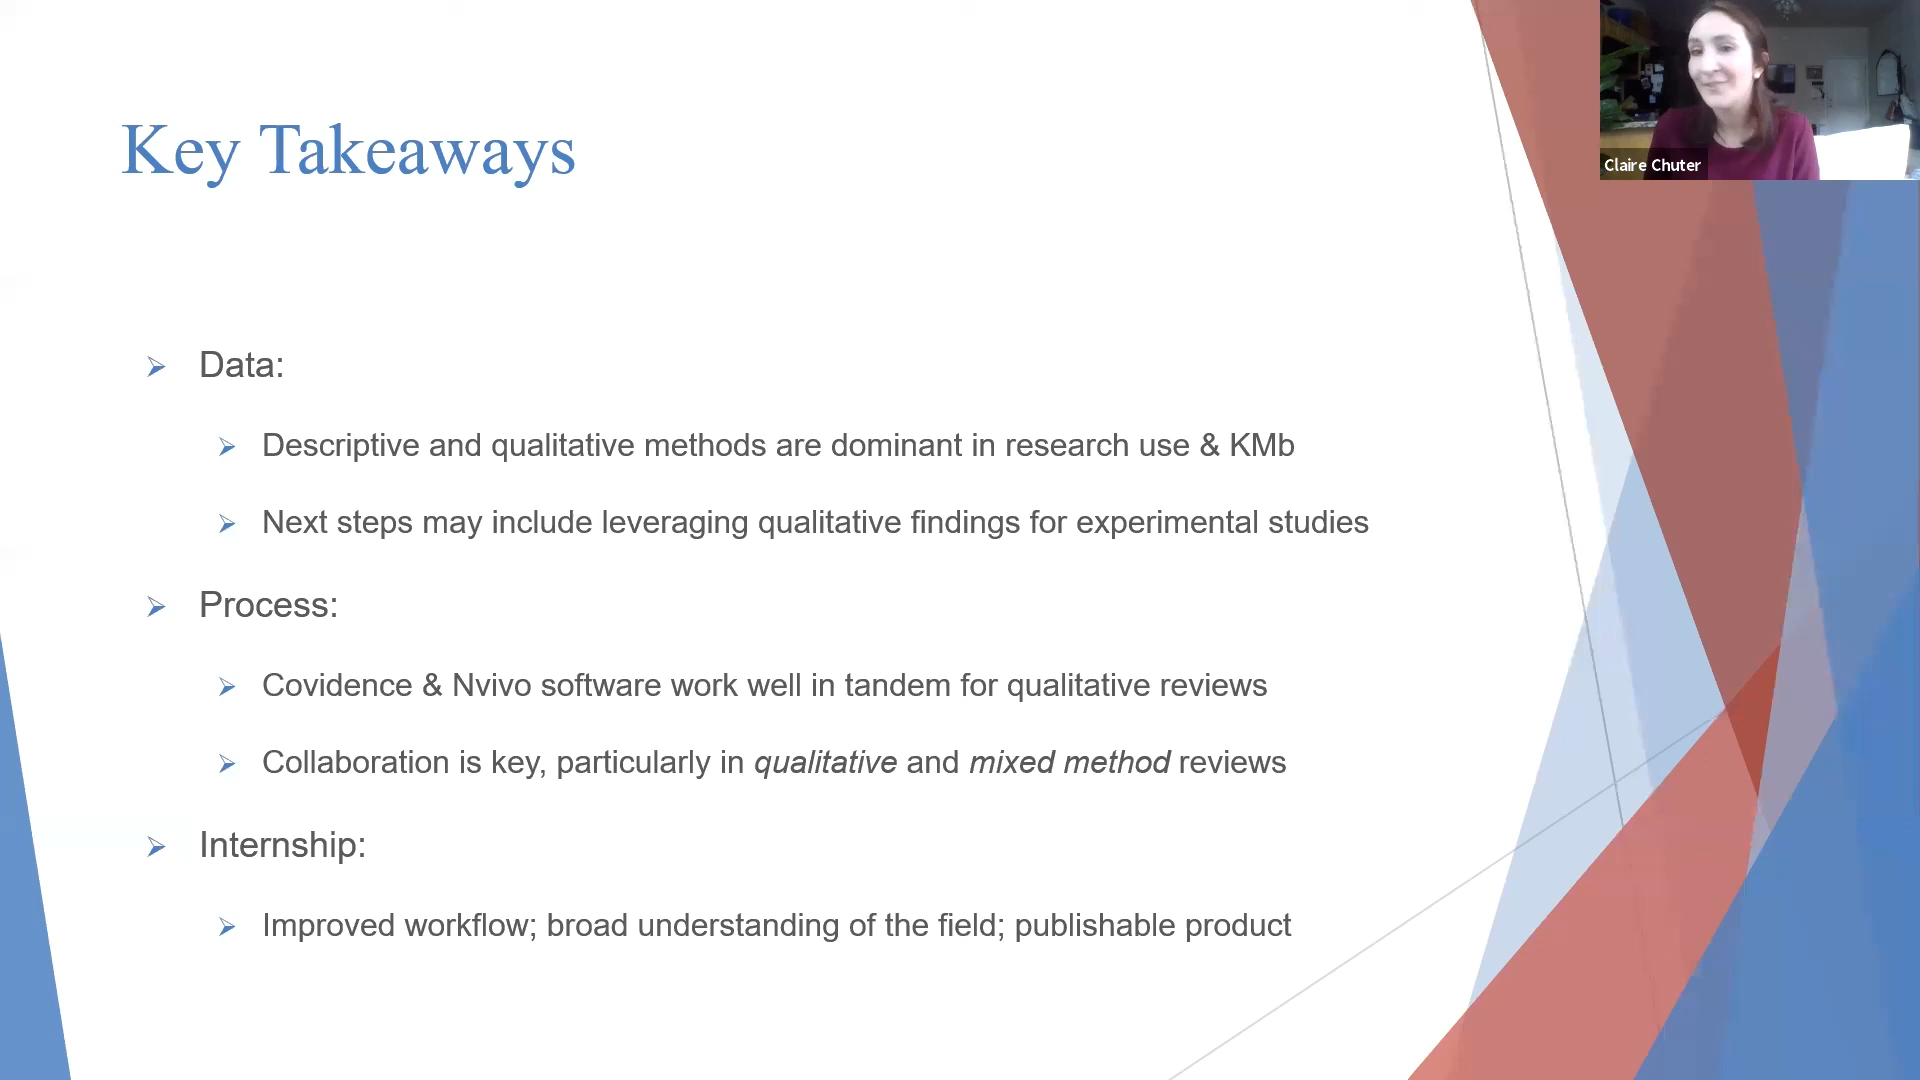 Key Takeaways
Claire Chuter
Data:
Descriptive and qualitative methods are dominant in research use & KMb
Next steps may include leveraging qualitative findings for experimental studies
Process:
Covidence & Nvivo software work well in tandem for qualitative reviews
Collaboration is key, particularly in qualitative and mixed method reviews
Internship:
Improved workflow; broad understanding of the field; publishable product